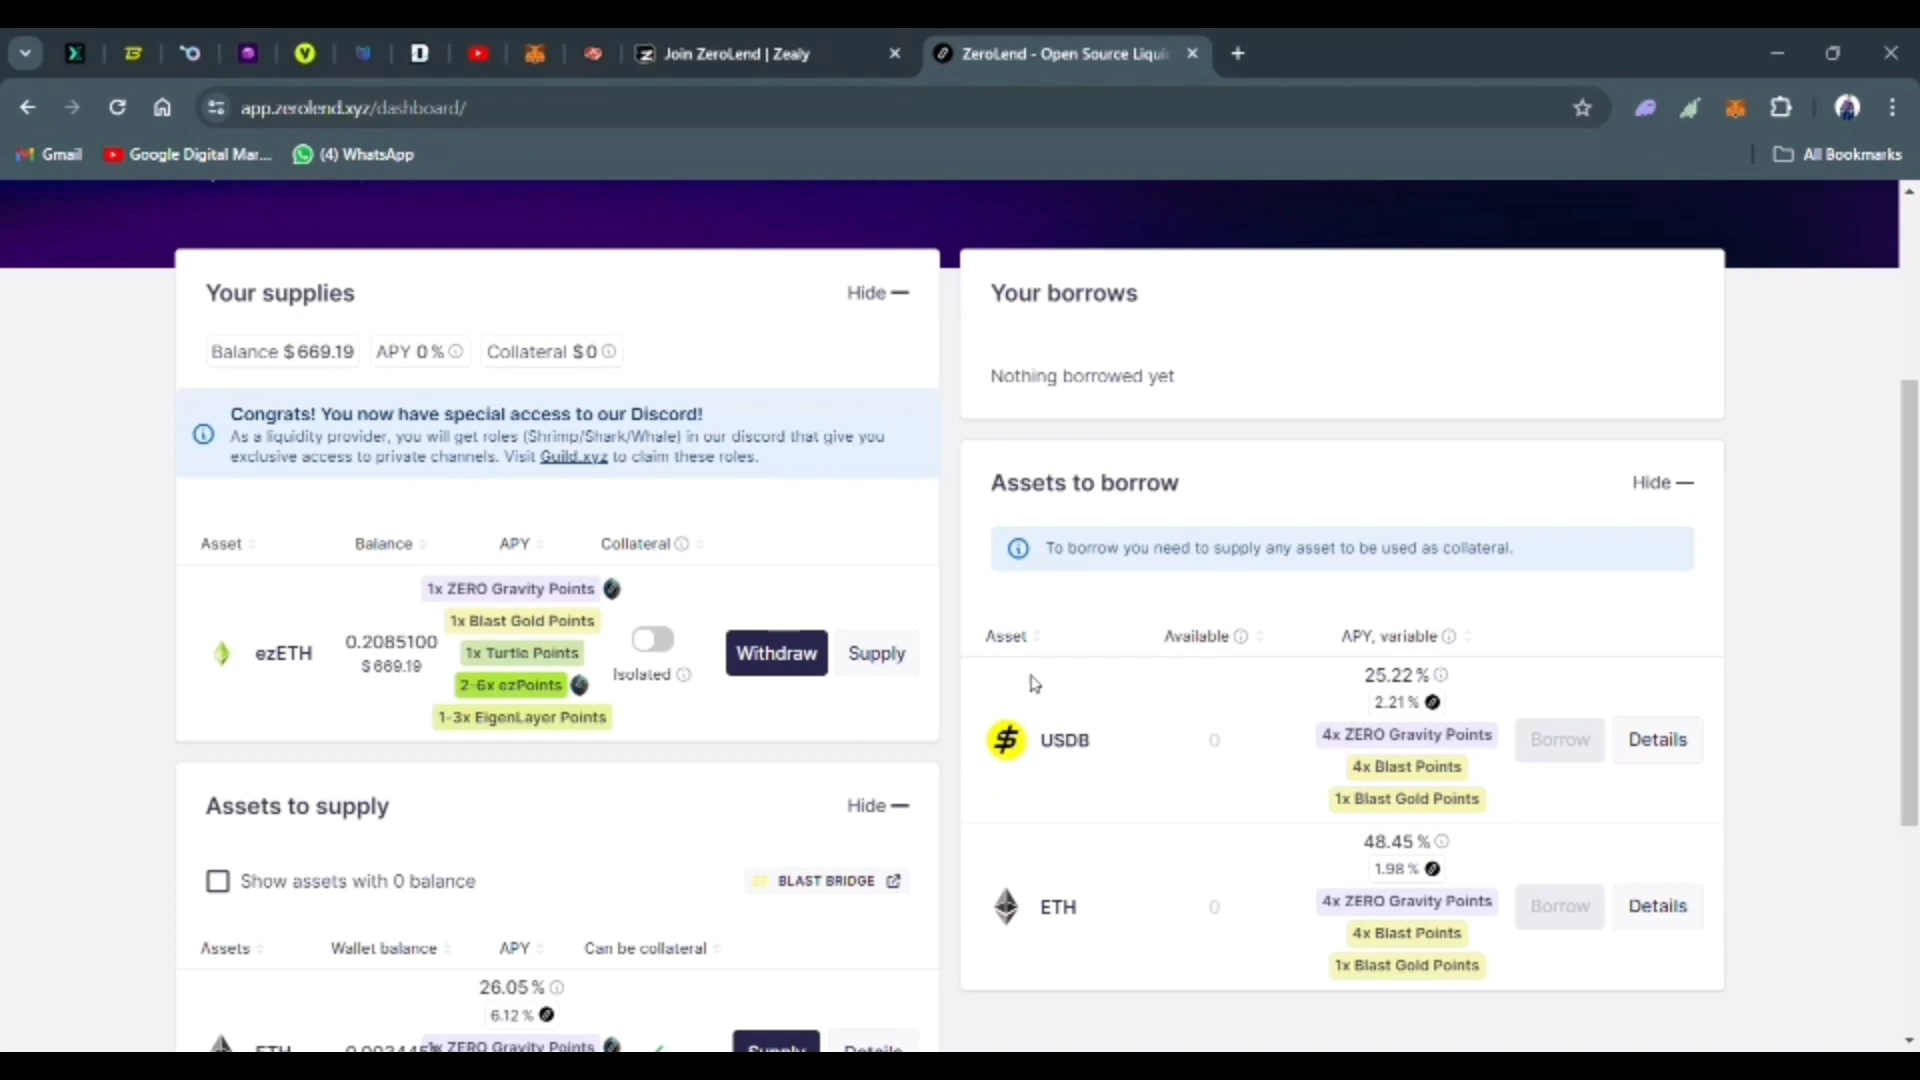 Join ZeroLend | Zealy
ZeroLend - Open Source Liqui
app.zerolend.xyz/dashboard/
Gmail
Google Digital Mar...
(4) WhatsApp
All Bookmarks
Your supplies
Hide
Balance $669.19
APY 0%
Collateral $0
Congrats! You now have special access to our Discord!
As a liquidity provider, you will get roles (Shrimp/Shark/Whale) in our discord that give you
exclusive access to private channels. Visit Guild.xyz to claim these roles.
Asset
Balance
APY
Collateral
ezETH
0.2085100
$669.19
1x ZERO Gravity Points
1x Blast Gold Points
1x Turtle Points
2-6x ezPoints
1-3x EigenLayer Points
Isolated
Withdraw
Supply
Assets to supply
Hide
Show assets with 0 balance
BLAST BRIDGE
Assets
Wallet balance
APY
Can be collateral
26.05%
6.12%
ETH
1x ZERO Gravity Points
Supply
Details
Your borrows
Nothing borrowed yet
Assets to borrow
Hide
To borrow you need to supply any asset to be used as collateral.
Asset
Available
APY, variable
USDB
0
25.22%
2.21%
4x ZERO Gravity Points
4x Blast Points
1x Blast Gold Points
Borrow
Details
ETH
0
48.45%
1.98%
4x ZERO Gravity Points
4x Blast Points
1x Blast Gold Points
Borrow
Details